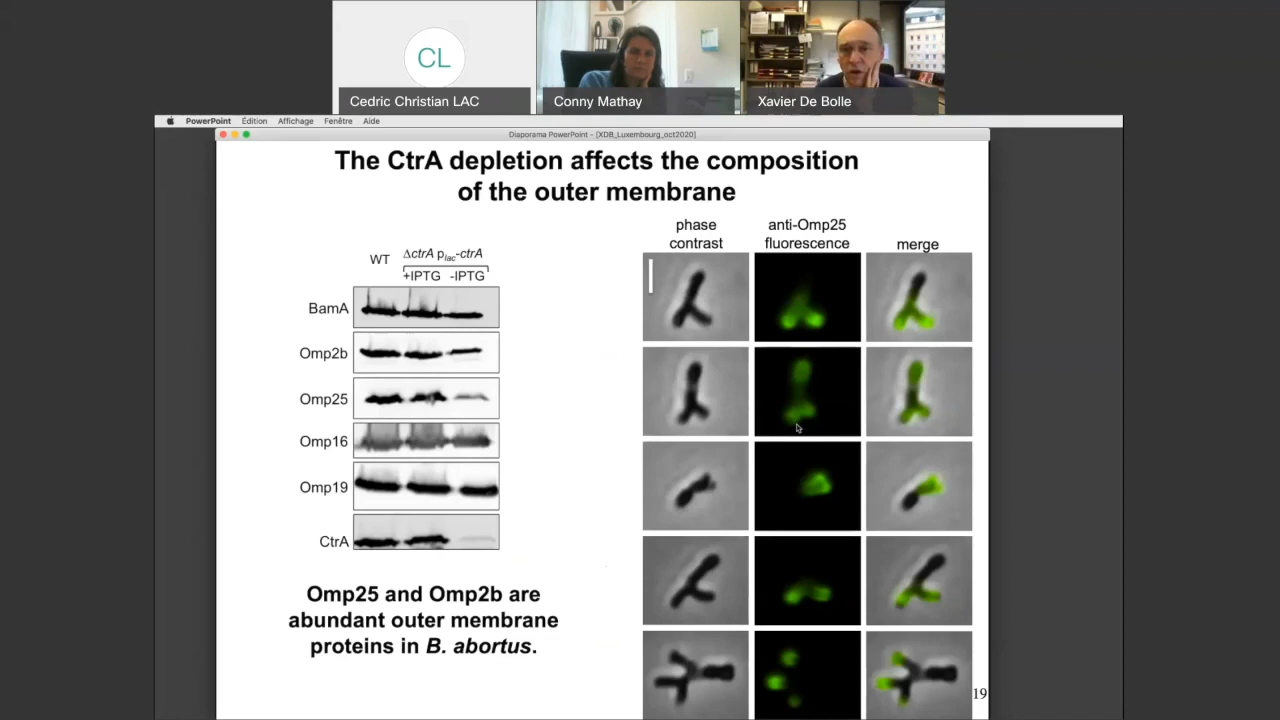 CL
Cedric Christian LAC
Conny Mathay
Xavier De Bolle
PowerPoint Édition Affichage Fenêtre Aide
Diaporama PowerPoint - [XDB_Luxembourg_oct2020]
The CtrA depletion affects the composition
of the outer membrane
WT
ΔctrA plac-ctrA
+IPTG -IPTG
BamA
Omp2b
Omp25
Omp16
Omp19
CtrA
Omp25 and Omp2b are
abundant outer membrane
proteins in B. abortus.
phase
contrast
anti-Omp25
fluorescence
merge
19